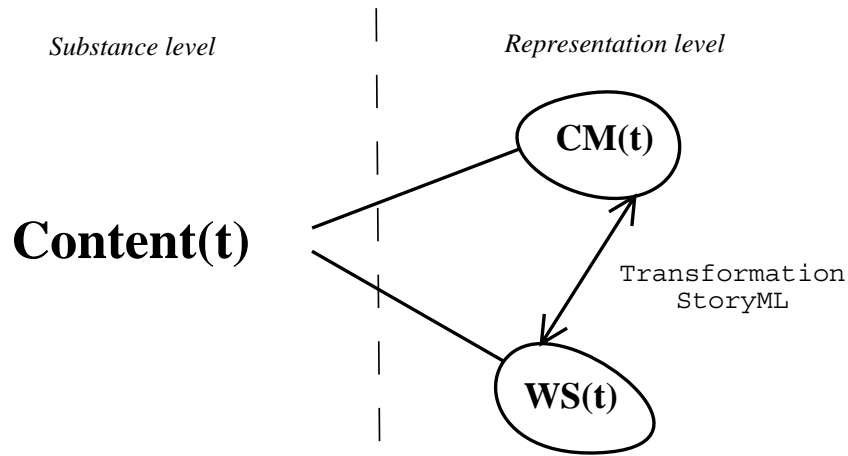 Substance level
Representation level
CM(t)
Content(t)
Transformation
StoryML
WS(t)